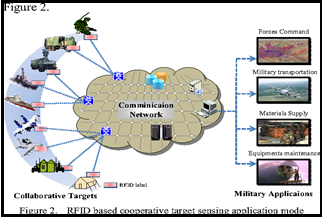 Figure 2.
Forces Command
Military transportation
Comminicaion
Network
Materials Supply
Equipments maintenance
RFID label
Collaborative Targets
Military Applicaions
Figure 2. RFID based cooperative target sensing application mode